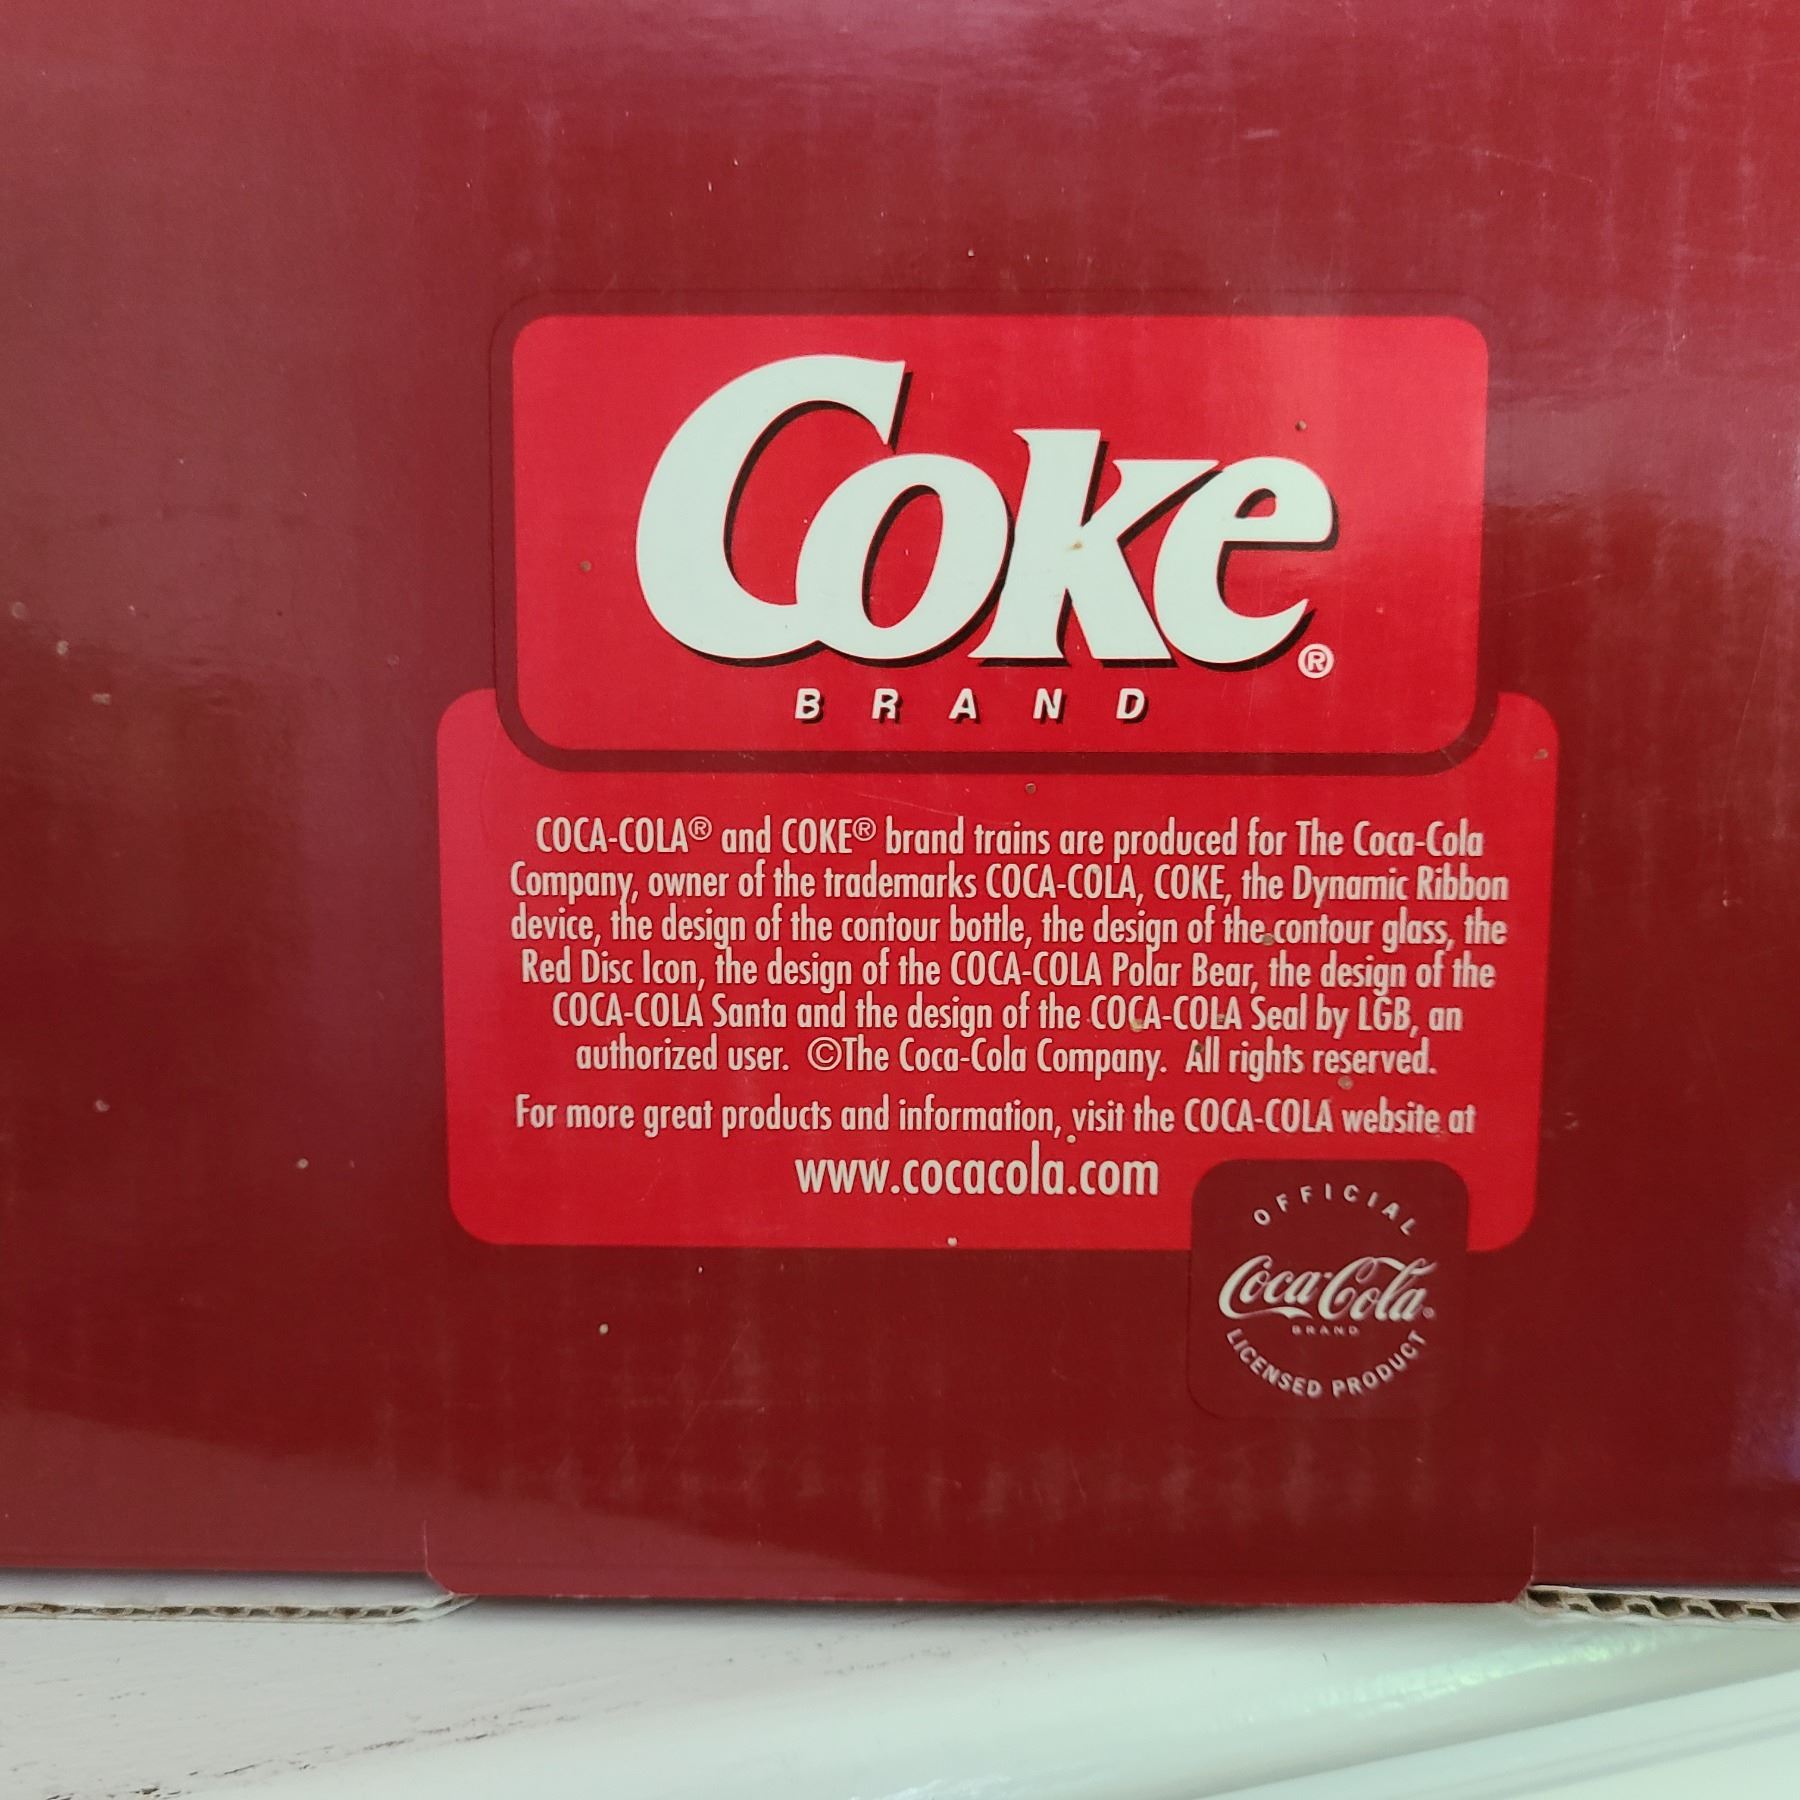 Coke®
BRAND
COCA-COLA® and COKE® brand trains are produced for The Coca-Cola
Company, owner of the trademarks COCA-COLA, COKE, the Dynamic Ribbon
device, the design of the contour bottle, the design of the contour glass, the
Red Disc Icon, the design of the COCA-COLA Polar Bear, the design of the
COCA-COLA Santa and the design of the COCA-COLA Seal by LGB, an
authorized user. ©The Coca-Cola Company. All rights reserved.
For more great products and information, visit the COCA-COLA website at
www.cocacola.com
OFFICIAL
Coca-Cola®
BRAND
LICENSED PRODUCT